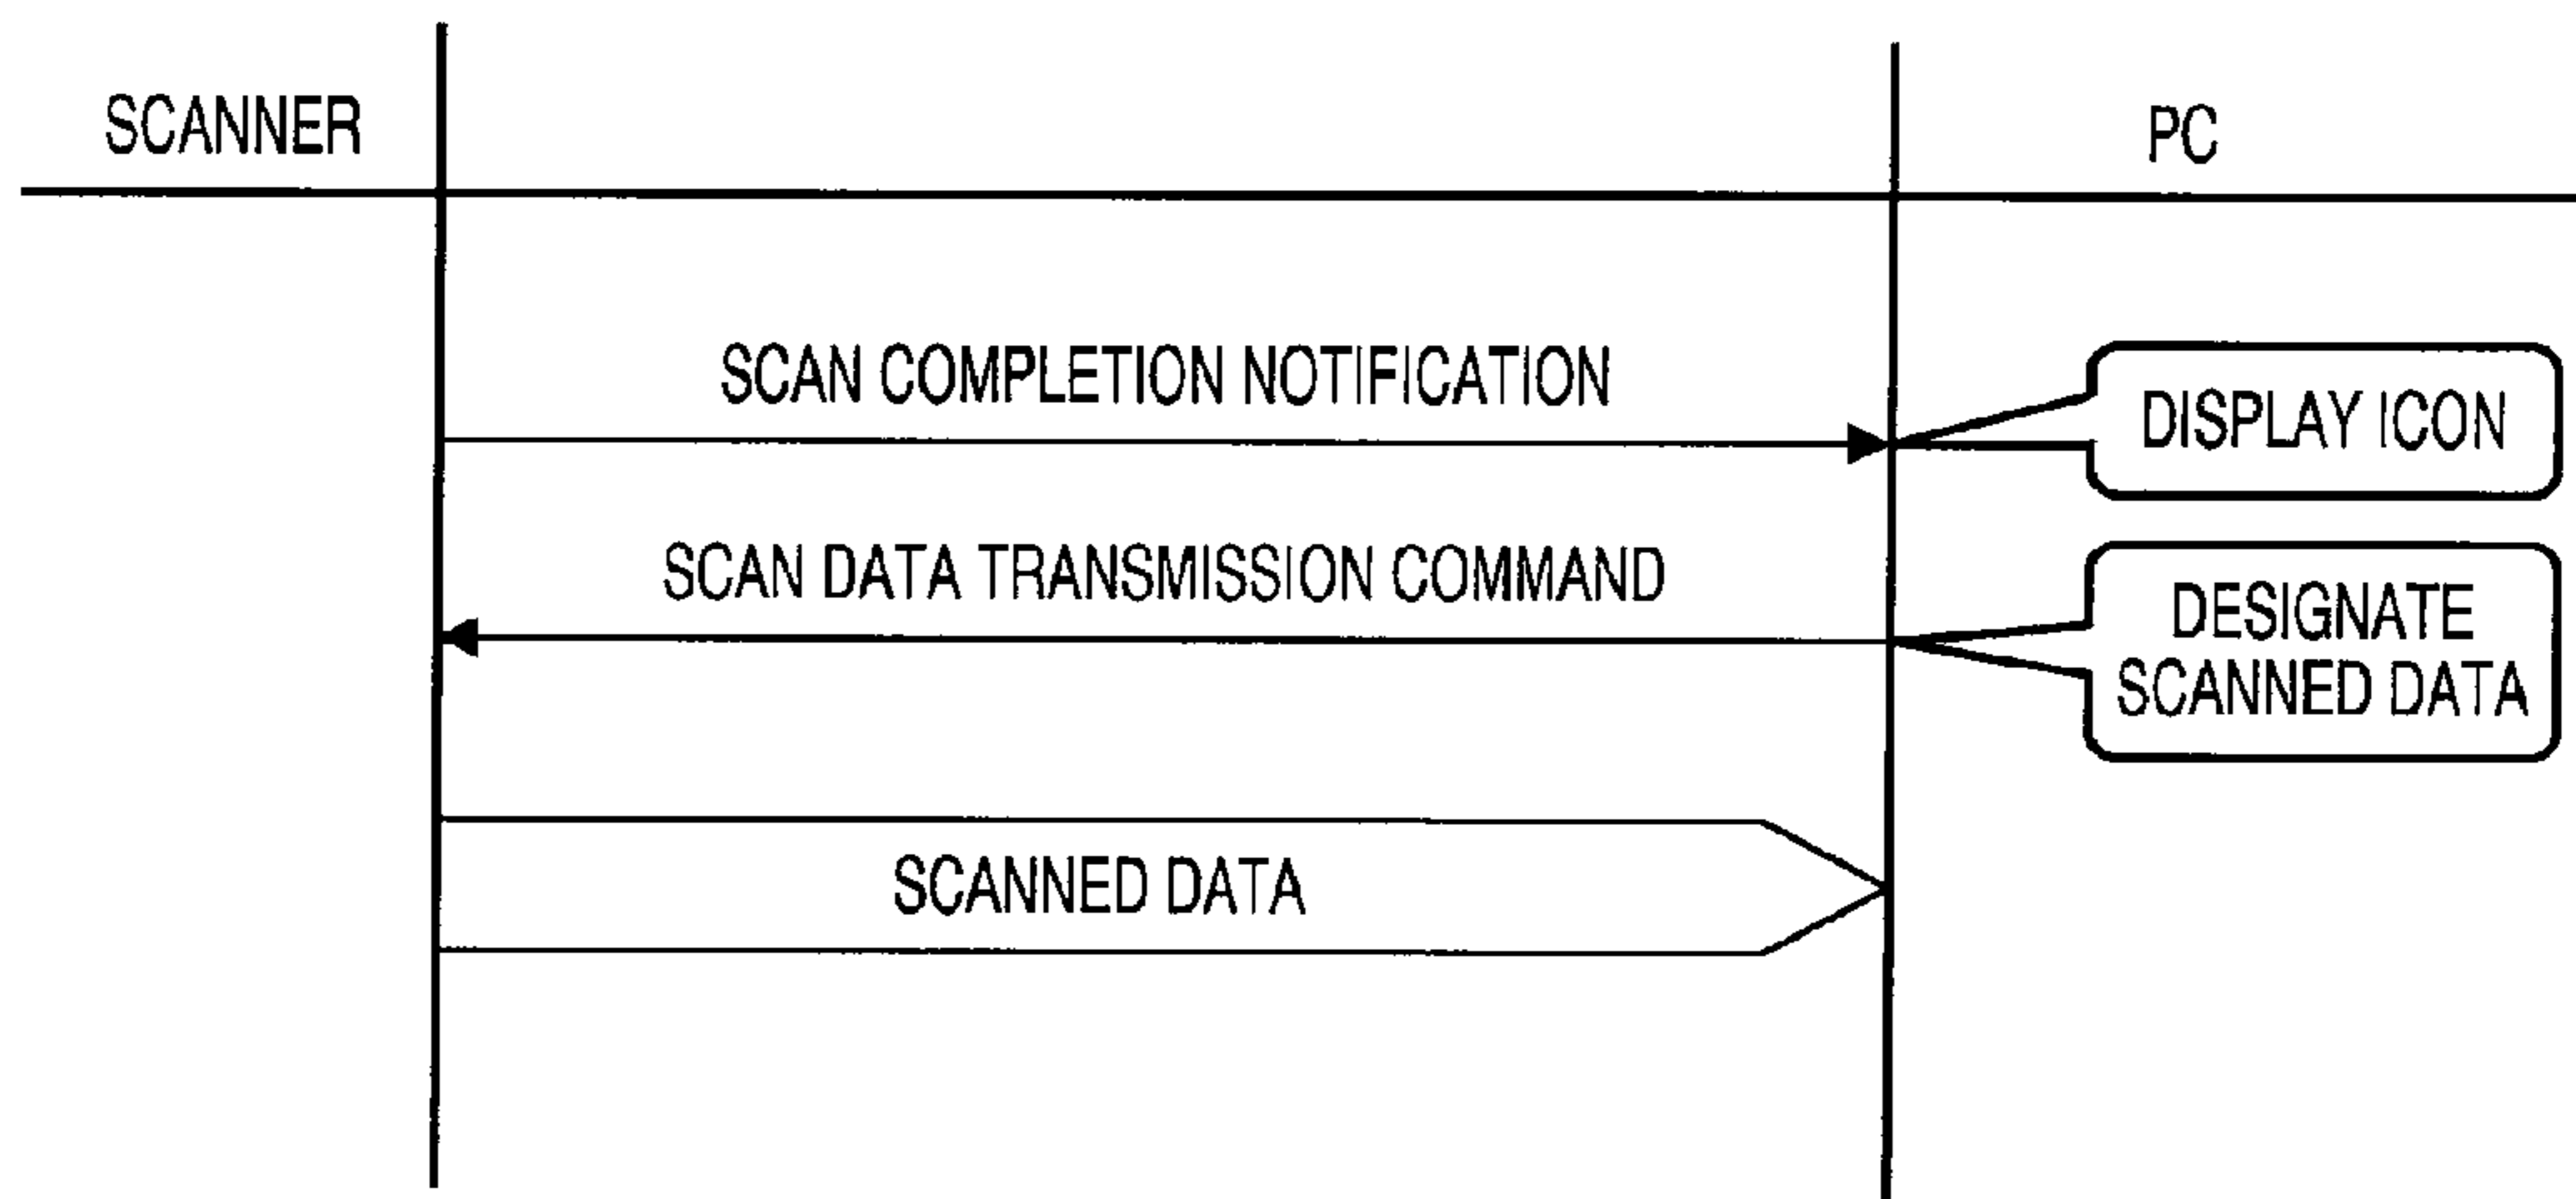 SCANNER
PC
SCAN COMPLETION NOTIFICATION
DISPLAY ICON
SCAN DATA TRANSMISSION COMMAND
DESIGNATE
SCANNED DATA
SCANNED DATA